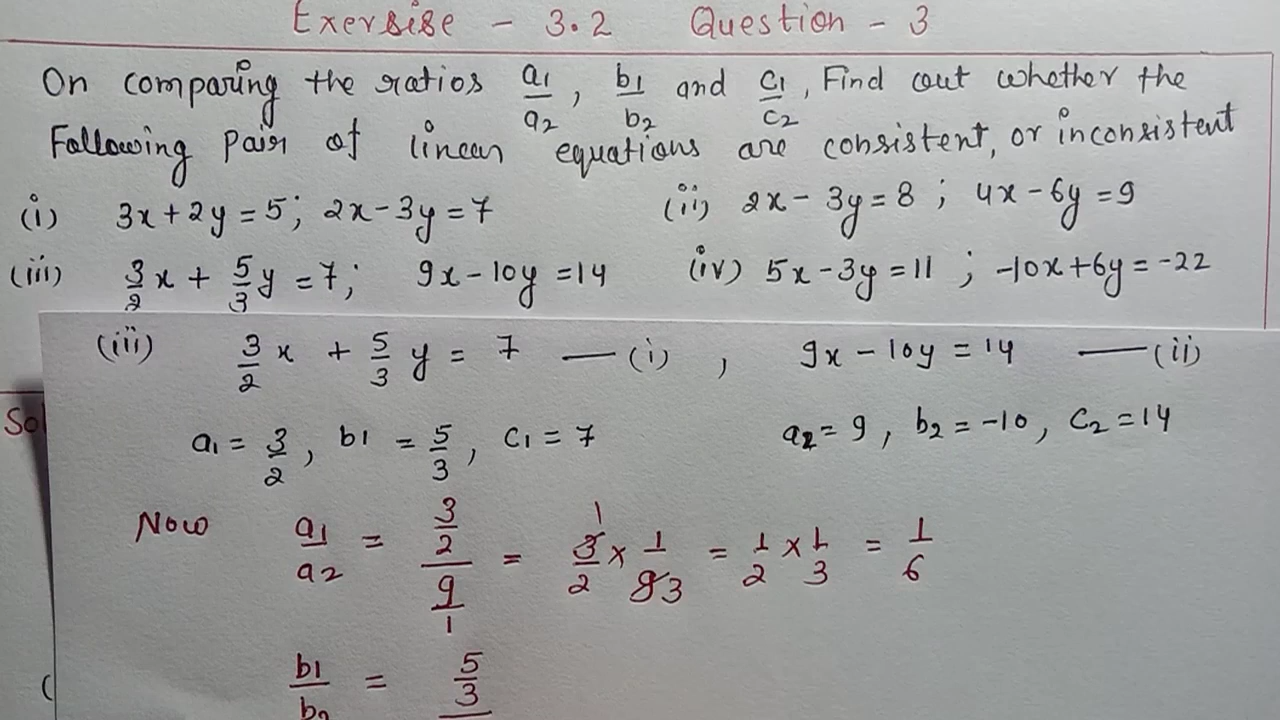 Exersise - 3.2 Question - 3
On comparing the ratios a1/a2, b1/b2 and c1/c2, Find out whether the
Following pair of linear equations are consistent, or inconsistent
(i) 3x + 2y = 5; 2x - 3y = 7 (ii) 2x - 3y = 8 ; 4x - 6y = 9
(iii) 3/2 x + 5/3 y = 7; 9x - 10y = 14 (iv) 5x - 3y = 11 ; -10x + 6y = -22
(iii) 3/2 x + 5/3 y = 7 — (i) , 9x - 10y = 14 — (ii)
Sol
a1 = 3/2, b1 = 5/3, c1 = 7 a2 = 9, b2 = -10, c2 = 14
Now a1/a2 = 3/2 / 9/1 = 1 3/2 × 1/9 3 = 1/2 × 1/3 = 1/6
b1/b2 = 5/3
(